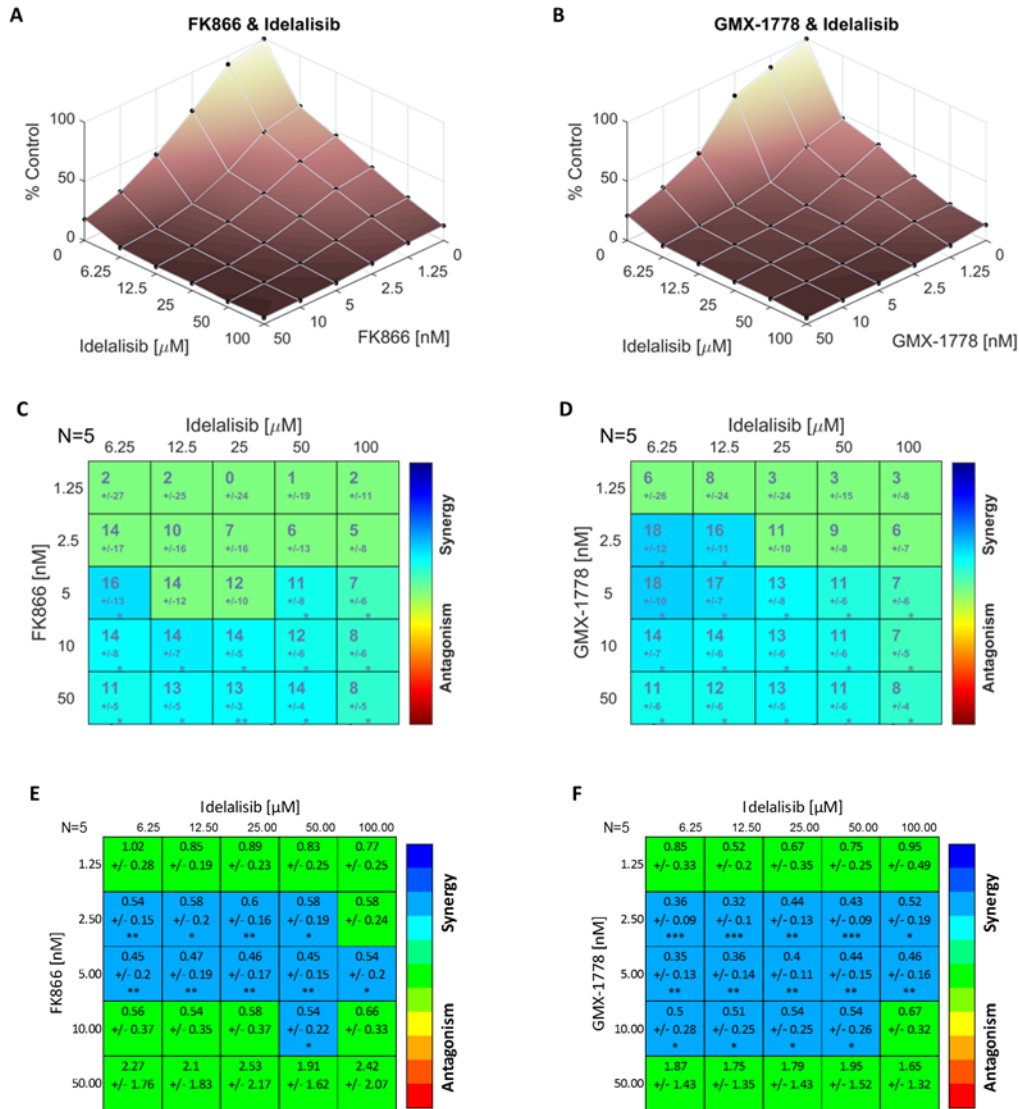 A
FK866 & Idelalisib
% Control
100
50
0
0
6.25
12.5
25
50
100
Idelalisib [μM]
50
10
5
2.5
1.25
0
FK866 [nM]
B
GMX-1778 & Idelalisib
% Control
100
50
0
0
6.25
12.5
25
50
100
Idelalisib [μM]
50
10
5
2.5
1.25
0
GMX-1778 [nM]
C
Idelalisib [μM]
N=5
6.25 12.5 25 50 100
FK866 [nM]
1.25
2 2 0 1 2
+/-27 +/-25 +/-24 +/-19 +/-11
2.5
14 10 7 6 5
+/-17 +/-16 +/-16 +/-13 +/-8
5
16 14 12 11 7
+/-13 +/-12 +/-10 +/-8 +/-6
* * *
10
14 14 14 12 8
+/-8 +/-7 +/-5 +/-6 +/-6
* * * * *
50
11 13 13 14 8
+/-5 +/-5 +/-3 +/-4 +/-5
* * ** * *
Synergy
Antagonism
D
Idelalisib [μM]
N=5
6.25 12.5 25 50 100
GMX-1778 [nM]
1.25
6 8 3 3 3
+/-26 +/-24 +/-24 +/-15 +/-8
2.5
18 16 11 9 6
+/-12 +/-11 +/-10 +/-8 +/-7
* *
5
18 17 13 11 7
+/-10 +/-7 +/-8 +/-6 +/-6
* * * * *
10
14 14 13 11 7
+/-7 +/-6 +/-6 +/-6 +/-5
* * * * *
50
11 12 13 11 8
+/-6 +/-6 +/-5 +/-6 +/-4
* * * * *
Synergy
Antagonism
E
Idelalisib [μM]
N=5
6.25 12.50 25.00 50.00 100.00
FK866 [nM]
1.25
1.02 0.85 0.89 0.83 0.77
+/- 0.28 +/- 0.19 +/- 0.23 +/- 0.25 +/- 0.25
2.50
0.54 0.58 0.6 0.58 0.58
+/- 0.15 +/- 0.2 +/- 0.16 +/- 0.19 +/- 0.24
** * ** *
5.00
0.45 0.47 0.46 0.45 0.54
+/- 0.2 +/- 0.19 +/- 0.17 +/- 0.15 +/- 0.2
** ** ** ** *
10.00
0.56 0.54 0.58 0.54 0.66
+/- 0.37 +/- 0.35 +/- 0.37 +/- 0.22 +/- 0.33
*
50.00
2.27 2.1 2.53 1.91 2.42
+/- 1.76 +/- 1.83 +/- 2.17 +/- 1.62 +/- 2.07
Synergy
Antagonism
F
Idelalisib [μM]
N=5
6.25 12.50 25.00 50.00 100.00
GMX-1778 [nM]
1.25
0.85 0.52 0.67 0.75 0.95
+/- 0.33 +/- 0.2 +/- 0.35 +/- 0.25 +/- 0.49
2.50
0.36 0.32 0.44 0.43 0.52
+/- 0.09 +/- 0.1 +/- 0.13 +/- 0.09 +/- 0.19
*** *** ** *** *
5.00
0.35 0.36 0.4 0.44 0.46
+/- 0.13 +/- 0.14 +/- 0.11 +/- 0.15 +/- 0.16
** ** ** ** **
10.00
0.5 0.51 0.54 0.54 0.67
+/- 0.28 +/- 0.25 +/- 0.25 +/- 0.26 +/- 0.32
* * * *
50.00
1.87 1.75 1.79 1.95 1.65
+/- 1.43 +/- 1.35 +/- 1.43 +/- 1.52 +/- 1.32
Synergy
Antagonism